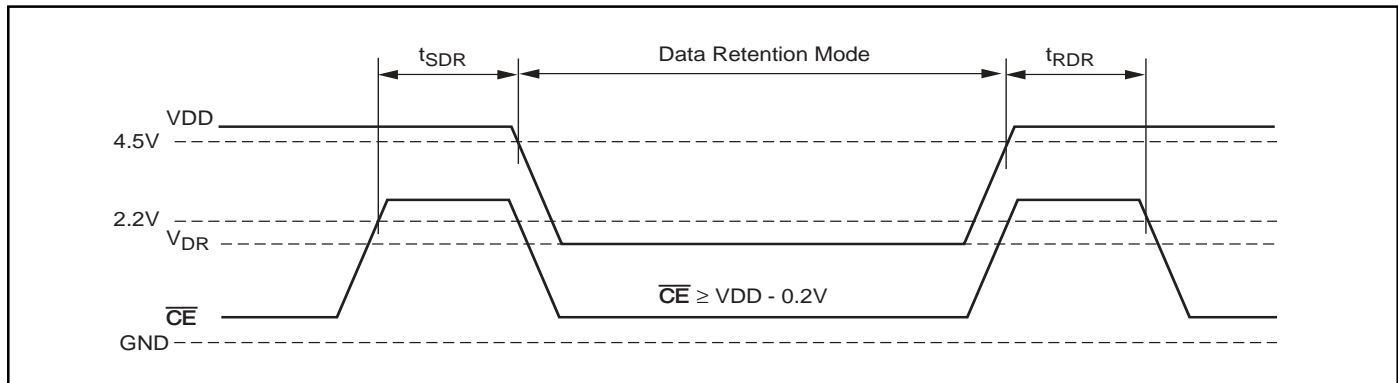 tSDR
Data Retention Mode
tRDR
VDD
4.5V
2.2V
VDR
CE ≥ VDD - 0.2V
CE
GND